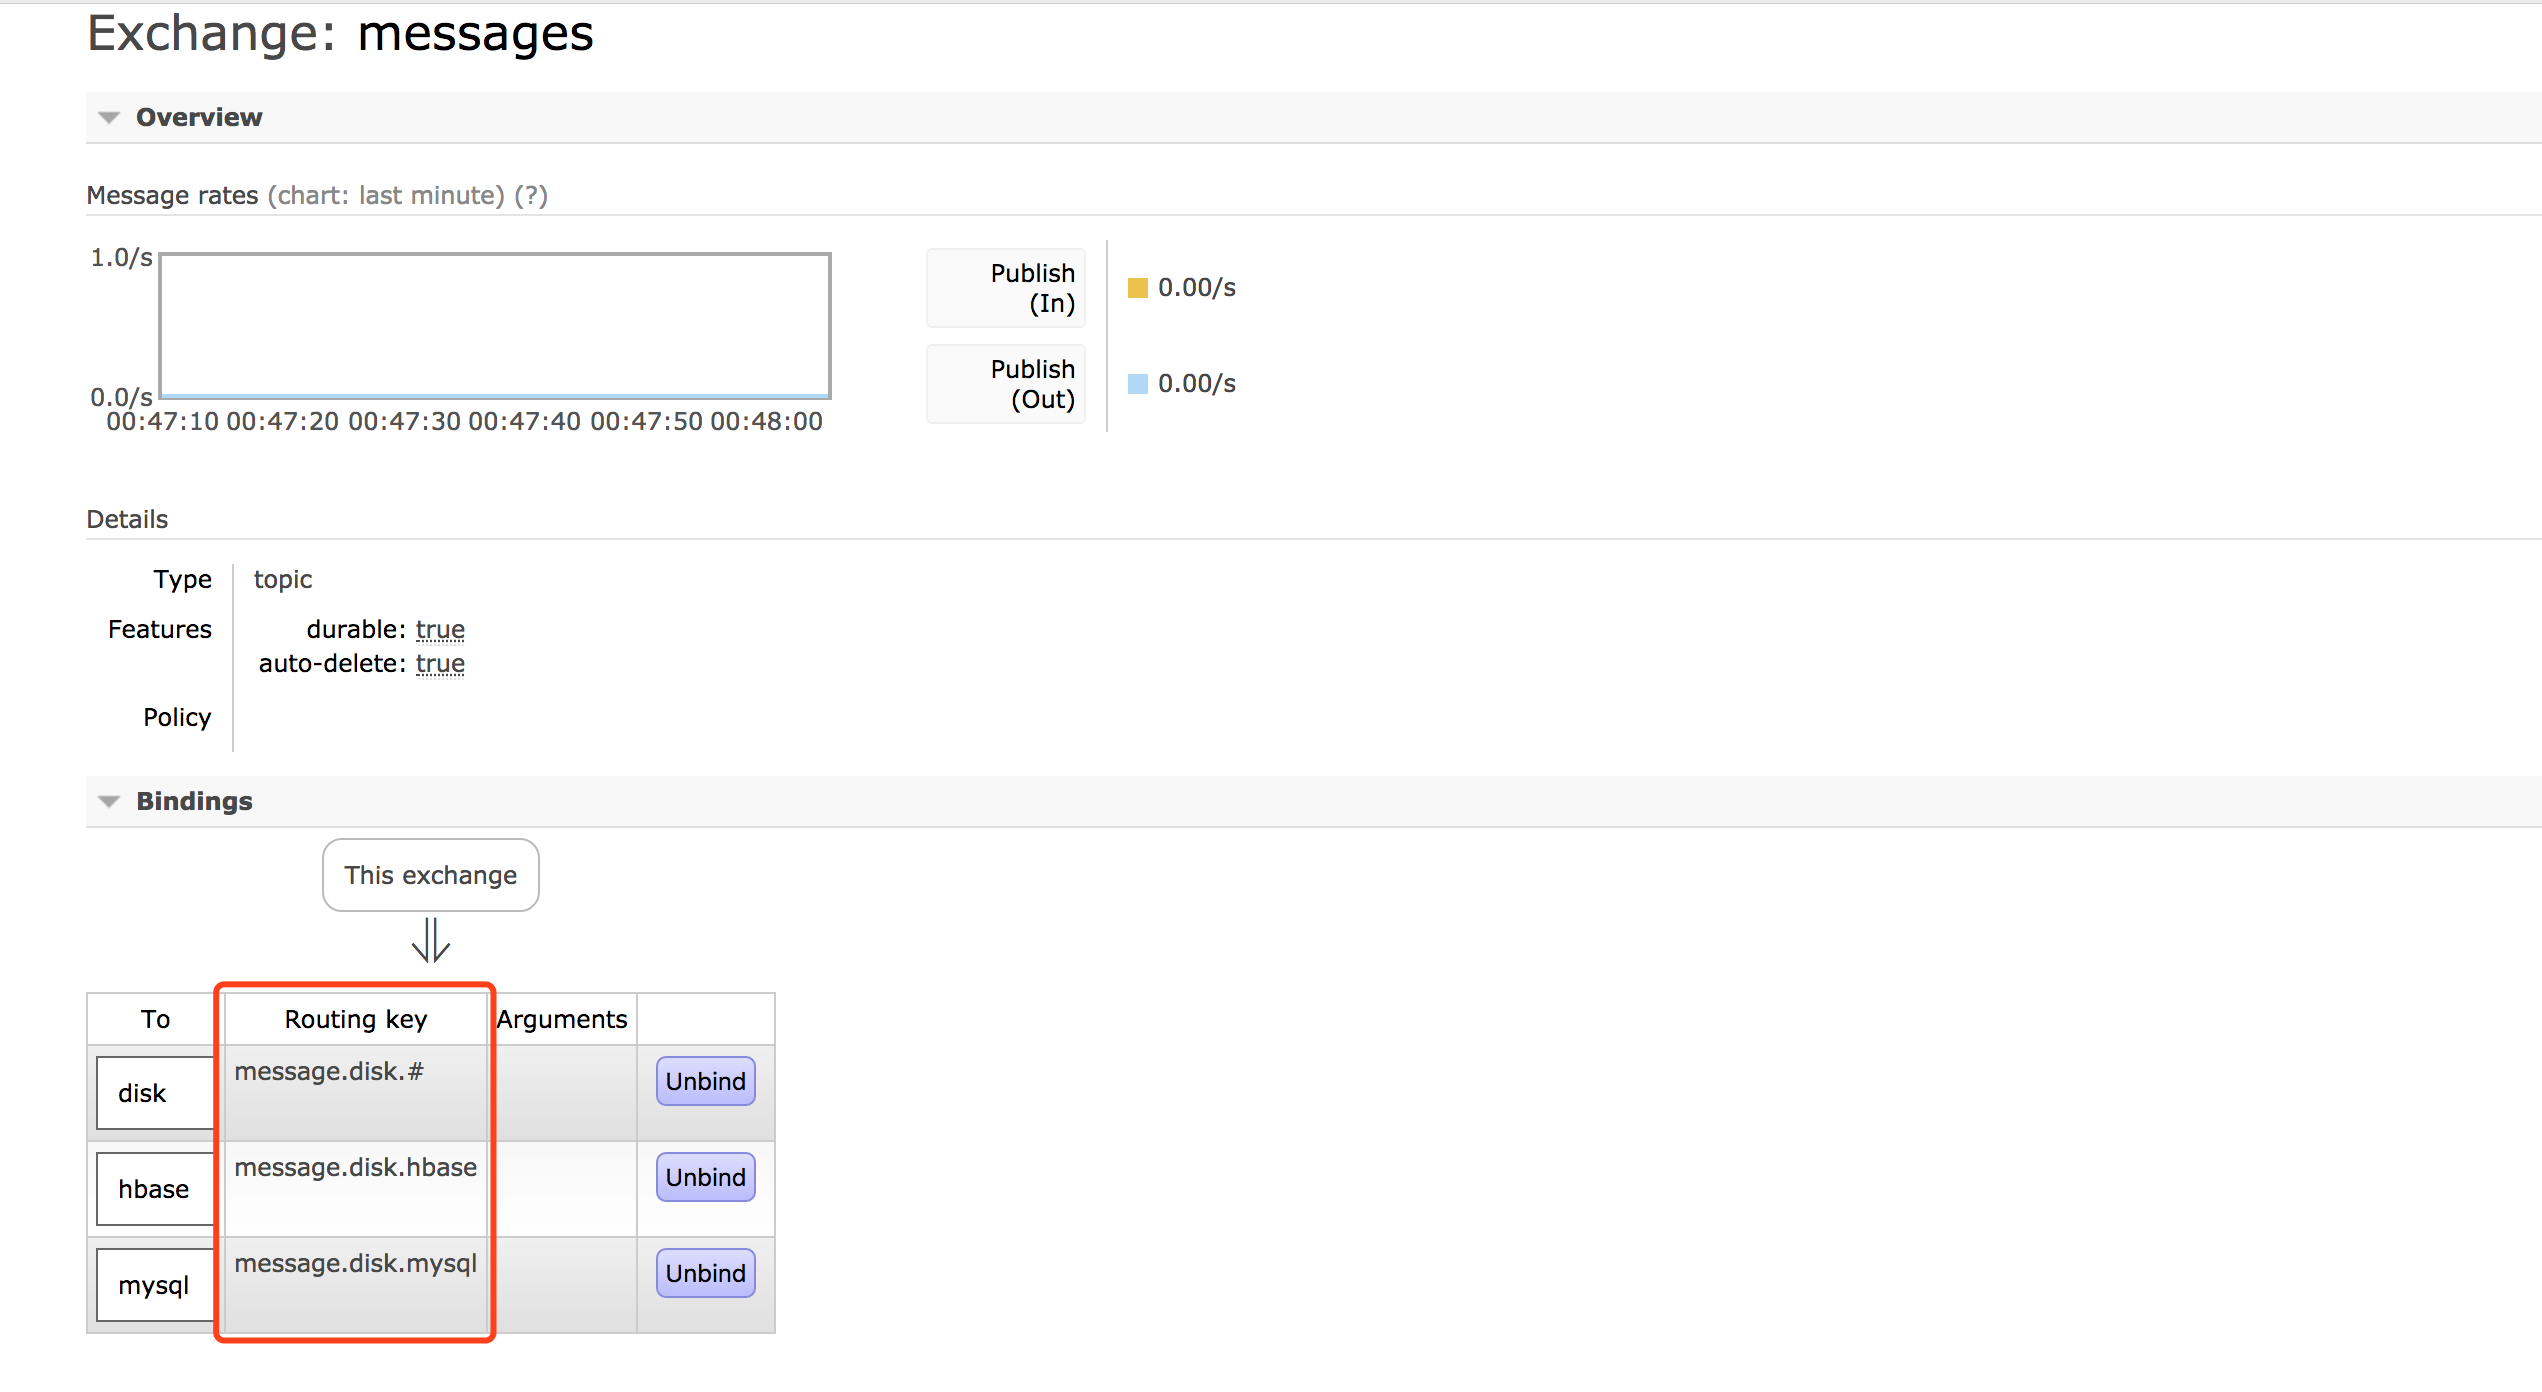 Exchange: messages
Overview
Message rates (chart: last minute) (?)
1.0/s
0.0/s
00:47:10 00:47:20 00:47:30 00:47:40 00:47:50 00:48:00
Publish
(In)
0.00/s
Publish
(Out)
0.00/s
Details
Type topic
Features durable: true
auto-delete: true
Policy
Bindings
This exchange
⇓
To Routing key Arguments
disk message.disk.# Unbind
hbase message.disk.hbase Unbind
mysql message.disk.mysql Unbind